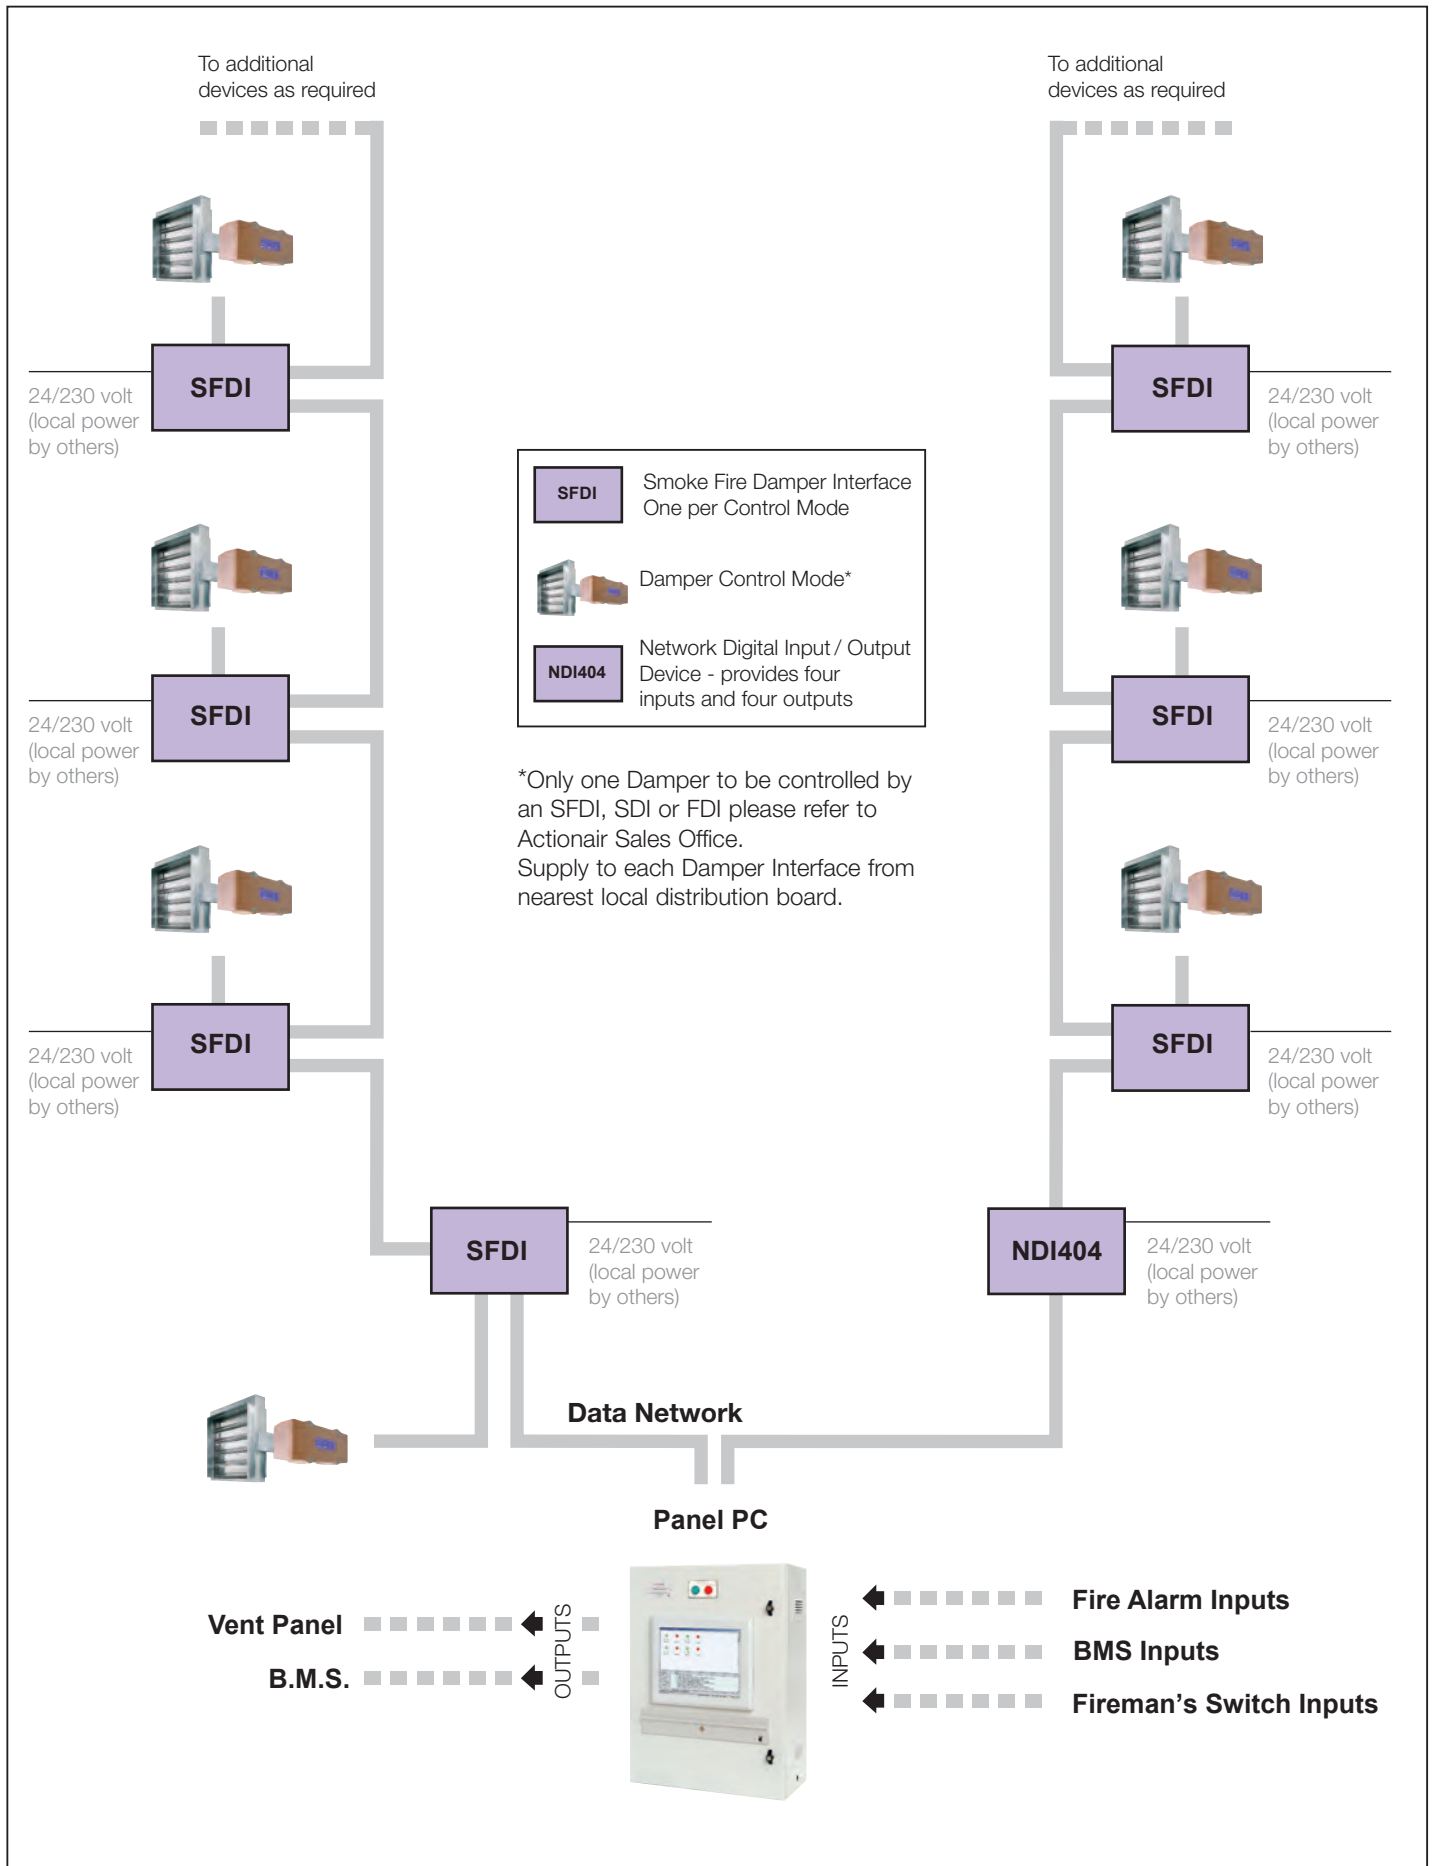 To additional
devices as required
To additional
devices as required
SFDI
24/230 volt
(local power
by others)
SFDI
24/230 volt
(local power
by others)
SFDI
Smoke Fire Damper Interface
One per Control Mode
Damper Control Mode*
NDI404
Network Digital Input / Output
Device - provides four
inputs and four outputs
SFDI
24/230 volt
(local power
by others)
SFDI
24/230 volt
(local power
by others)
*Only one Damper to be controlled by
an SFDI, SDI or FDI please refer to
Actionair Sales Office.
Supply to each Damper Interface from
nearest local distribution board.
SFDI
24/230 volt
(local power
by others)
SFDI
24/230 volt
(local power
by others)
SFDI
24/230 volt
(local power
by others)
NDI404
24/230 volt
(local power
by others)
Data Network
Panel PC
Vent Panel
B.M.S.
OUTPUTS
INPUTS
Fire Alarm Inputs
BMS Inputs
Fireman's Switch Inputs